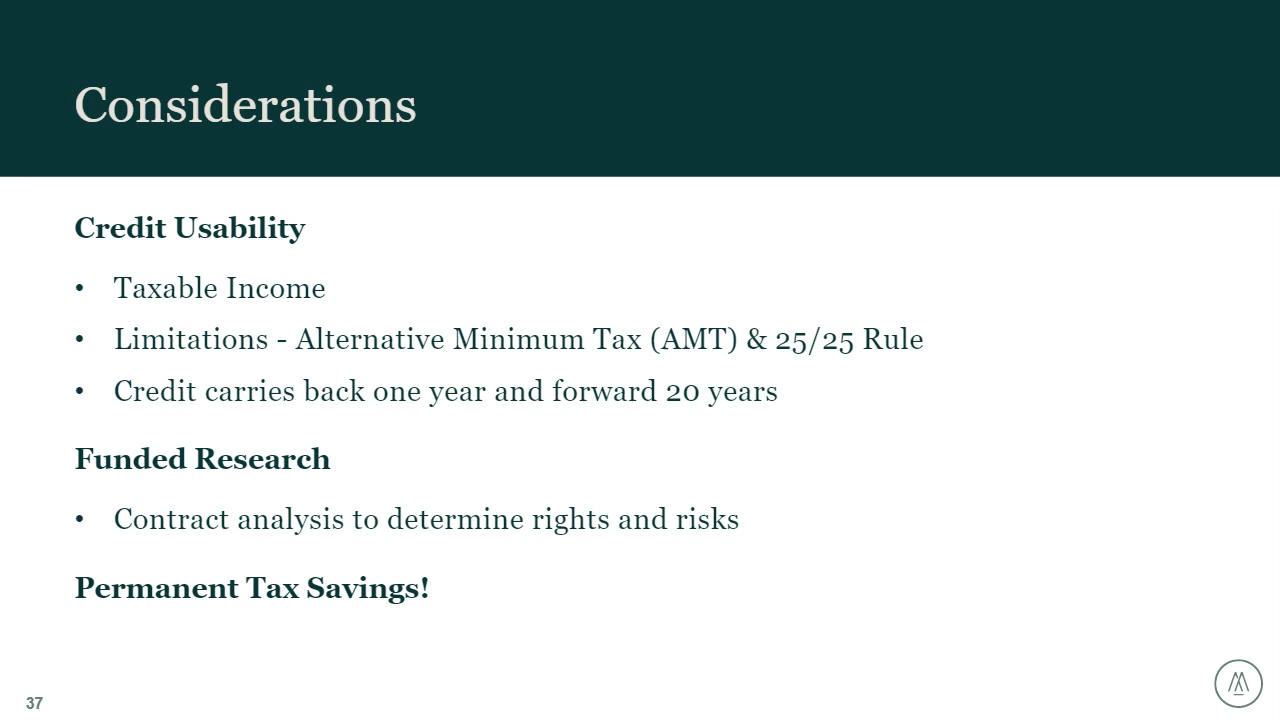 Considerations
Credit Usability
• Taxable Income
• Limitations - Alternative Minimum Tax (AMT) & 25/25 Rule
• Credit carries back one year and forward 20 years
Funded Research
• Contract analysis to determine rights and risks
Permanent Tax Savings!
37